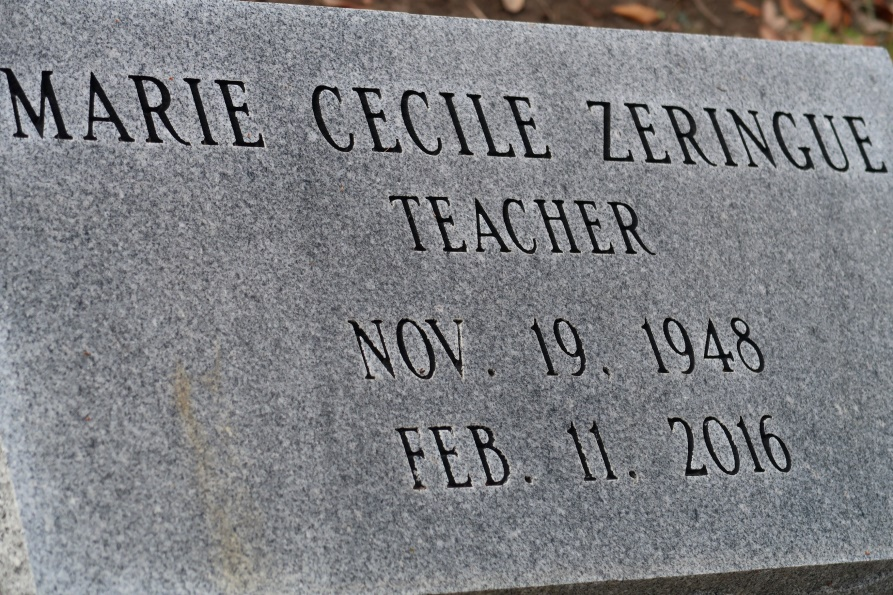 MARIE CECILE ZERINGUE
TEACHER
NOV. 19. 1948
FEB. 11. 2016